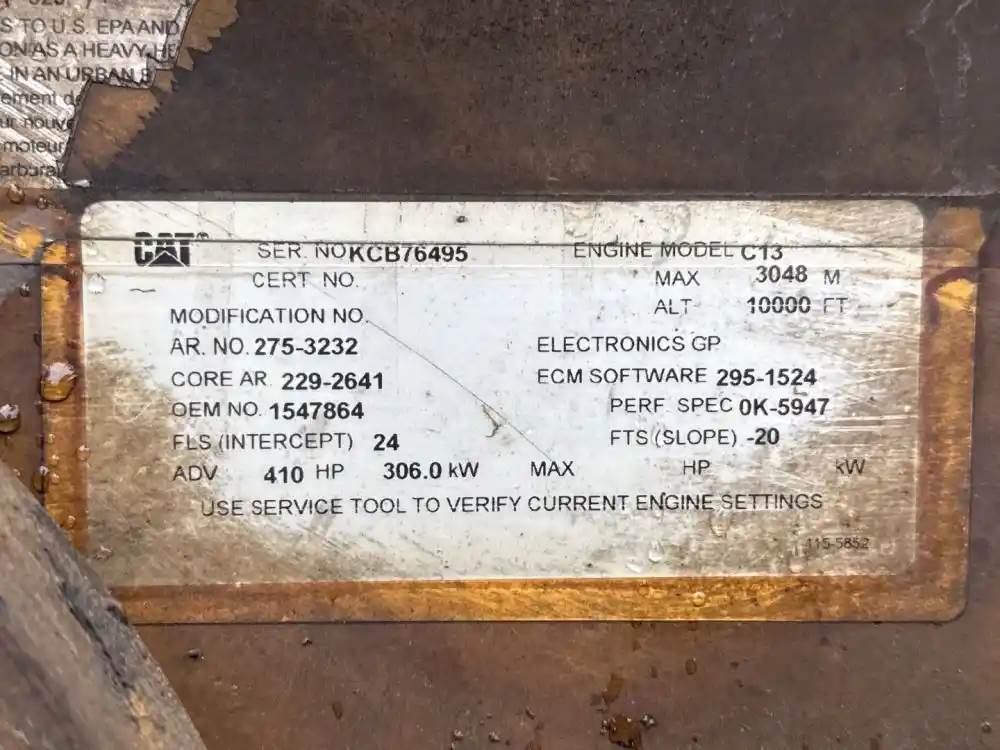 S TO U.S. EPA AND
ON AS A HEAVY HE
IN AN URBAN B
ement d
ur nouve
moteur
arbura
CAT SER. NO KCB76495 ENGINE MODEL C13
CERT NO. MAX 3048 M
ALT 10000 FT
MODIFICATION NO.
AR. NO. 275-3232 ELECTRONICS GP
CORE AR 229-2641 ECM SOFTWARE 295-1524
OEM NO. 1547864 PERF. SPEC 0K-5947
FLS (INTERCEPT) 24 FTS (SLOPE) -20
ADV 410 HP 306.0 kW MAX HP kW
USE SERVICE TOOL TO VERIFY CURRENT ENGINE SETTINGS
115-5852